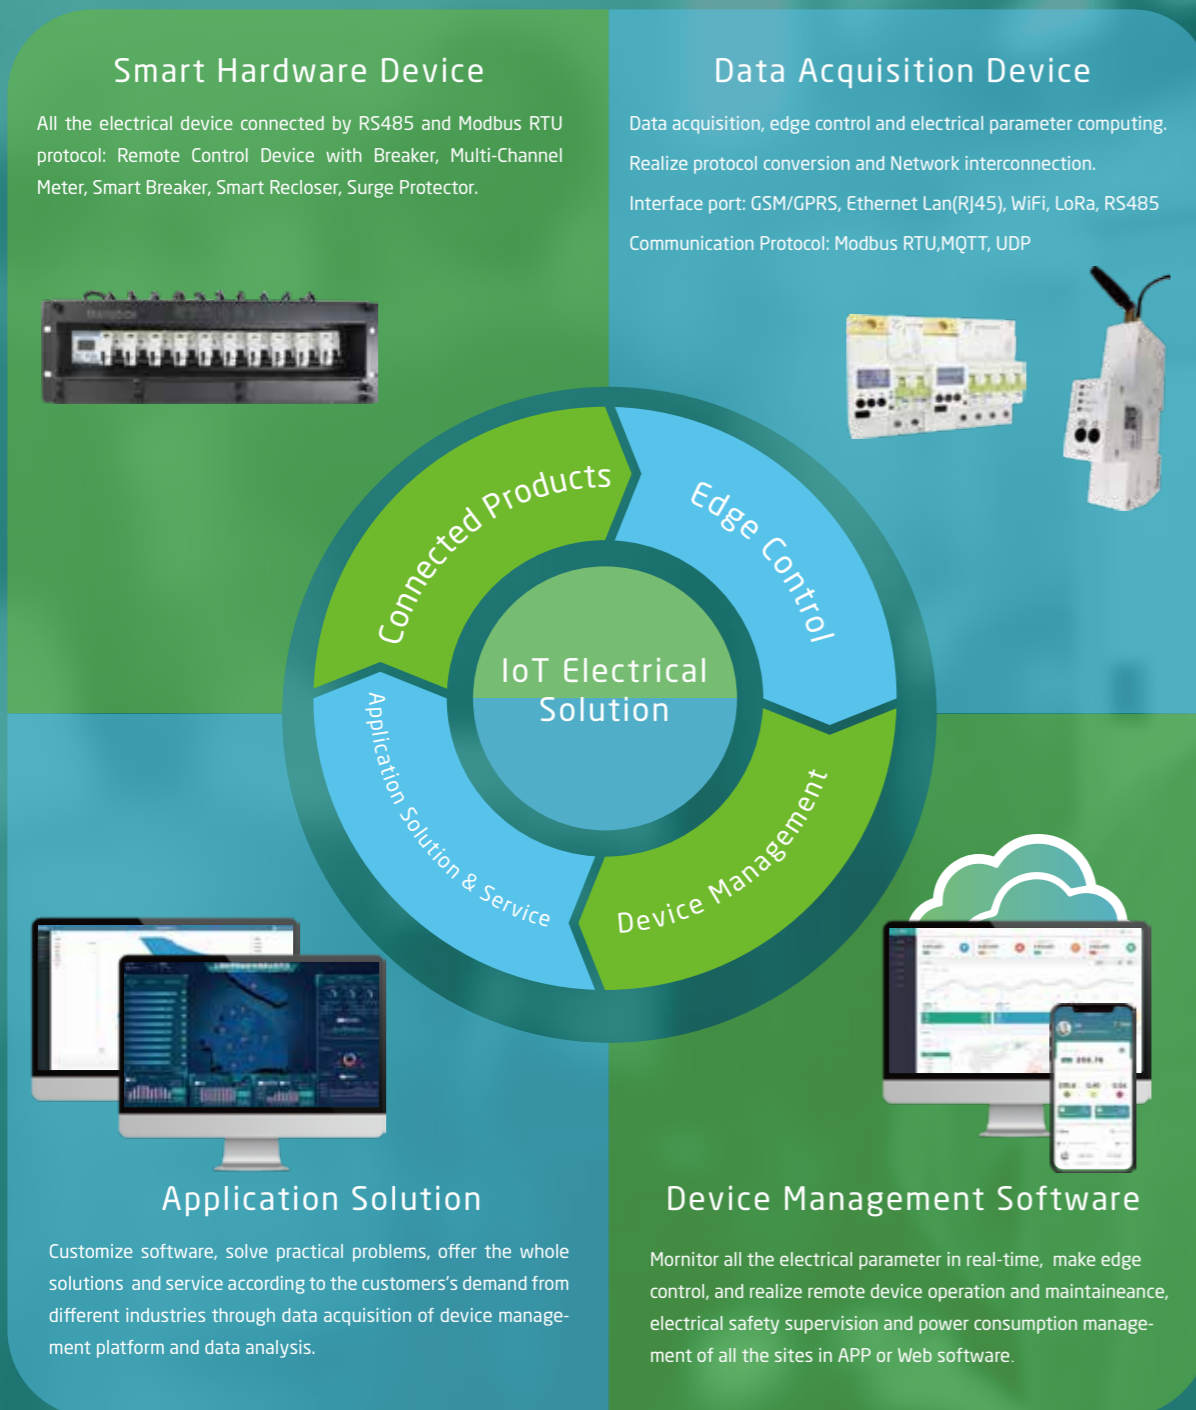 Smart Hardware Device
All the electrical device connected by RS485 and Modbus RTU
protocol: Remote Control Device with Breaker, Multi-Channel
Meter, Smart Breaker, Smart Recloser, Surge Protector.
Data Acquisition Device
Data acquisition, edge control and electrical parameter computing.
Realize protocol conversion and Network interconnection.
Interface port: GSM/GPRS, Ethernet Lan(RJ45), WiFi, LoRa, RS485
Communication Protocol: Modbus RTU,MQTT, UDP
Connected Products
Edge Control
IoT Electrical
Solution
Application Solution & Service
Device Management
Application Solution
Customize software, solve practical problems, offer the whole
solutions and service according to the customers's demand from
different industries through data acquisition of device manage-
ment platform and data analysis.
Device Management Software
Mornitor all the electrical parameter in real-time, make edge
control, and realize remote device operation and maintaineance,
electrical safety supervision and power consumption manage-
ment of all the sites in APP or Web software.